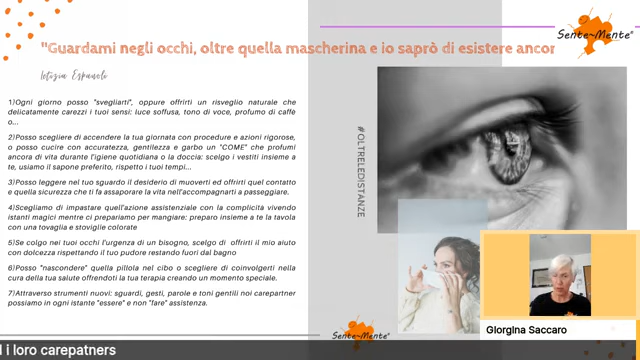 Sente~Mente®
"Guardami negli occhi, oltre quella mascherina e io saprò di esistere ancor
Letizia Espanoli
1)Ogni giorno posso "svegliarti", oppure offrirti un risveglio naturale che
delicatamente carezzi i tuoi sensi: luce soffusa, tono di voce, profumo di caffè
o...
2)Posso scegliere di accendere la tua giornata con procedure e azioni rigorose,
o posso cucire con accuratezza, gentilezza e garbo un "COME" che profumi
ancora di vita durante l'igiene quotidiana o la doccia: scelgo i vestiti insieme a
te, usiamo il sapone preferito, rispetto i tuoi tempi...
3)Posso leggere nel tuo sguardo il desiderio di muoverti ed offrirti quel contatto
e quella sicurezza che ti fa assaporare la vita nell'accompagnarti a passeggiare.
4)Scegliamo di impastare quell'azione assistenziale con la complicità vivendo
istanti magici mentre ci prepariamo per mangiare: preparo insieme a te la tavola
con una tovaglia e stoviglie colorate
5)Se colgo nei tuoi occhi l'urgenza di un bisogno, scelgo di offrirti il mio aiuto
con dolcezza rispettando il tuo pudore restando fuori dal bagno
6)Posso "nascondere" quella pillola nel cibo o scegliere di coinvolgerti nella
cura della tua salute offrendoti la tua terapia creando un momento speciale.
7)Attraverso strumenti nuovi: sguardi, gesti, parole e toni gentili noi carepartner
possiamo in ogni istante "essere" e non "fare" assistenza.
#OLTRELEDISTANZE
Giorgina Saccaro
Sente~Mente®
l i loro carepatners